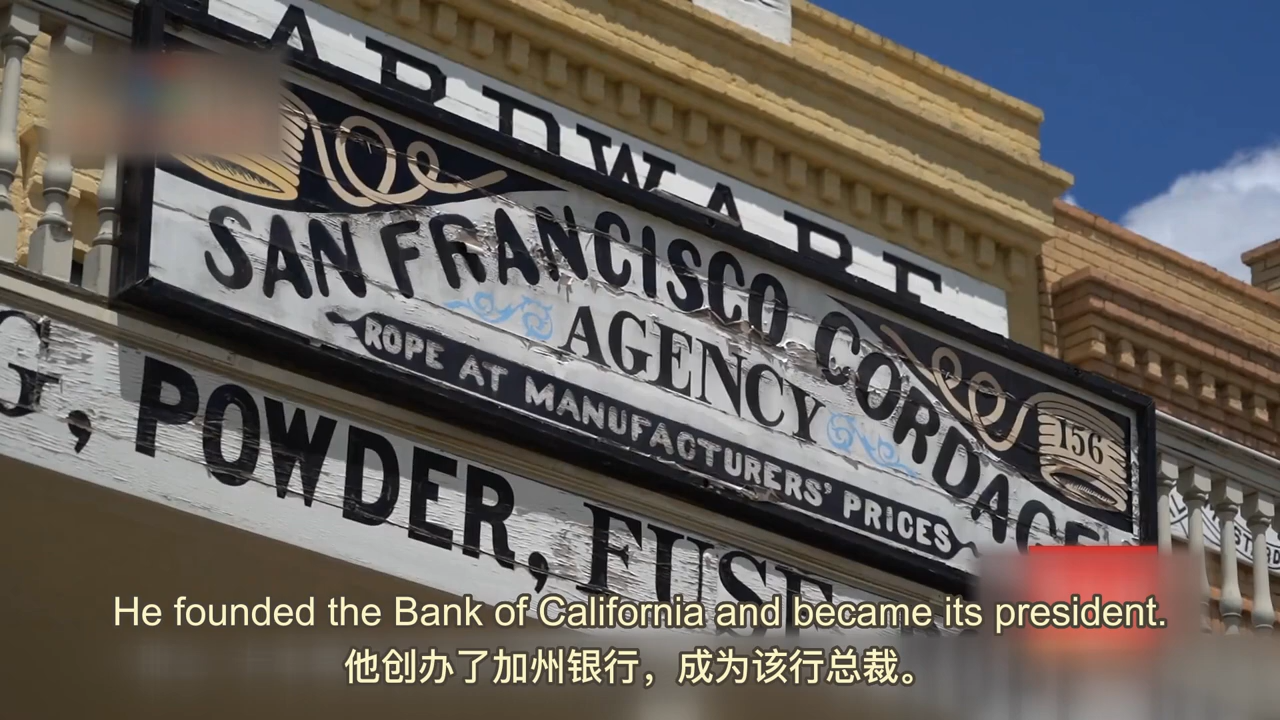 HARDWARE
SAN FRANCISCO CORDAGE
AGENCY
156
ROPE AT MANUFACTURERS' PRICES
G, POWDER, FUSE
He founded the Bank of California and became its president.
他创办了加州银行，成为该行总裁。